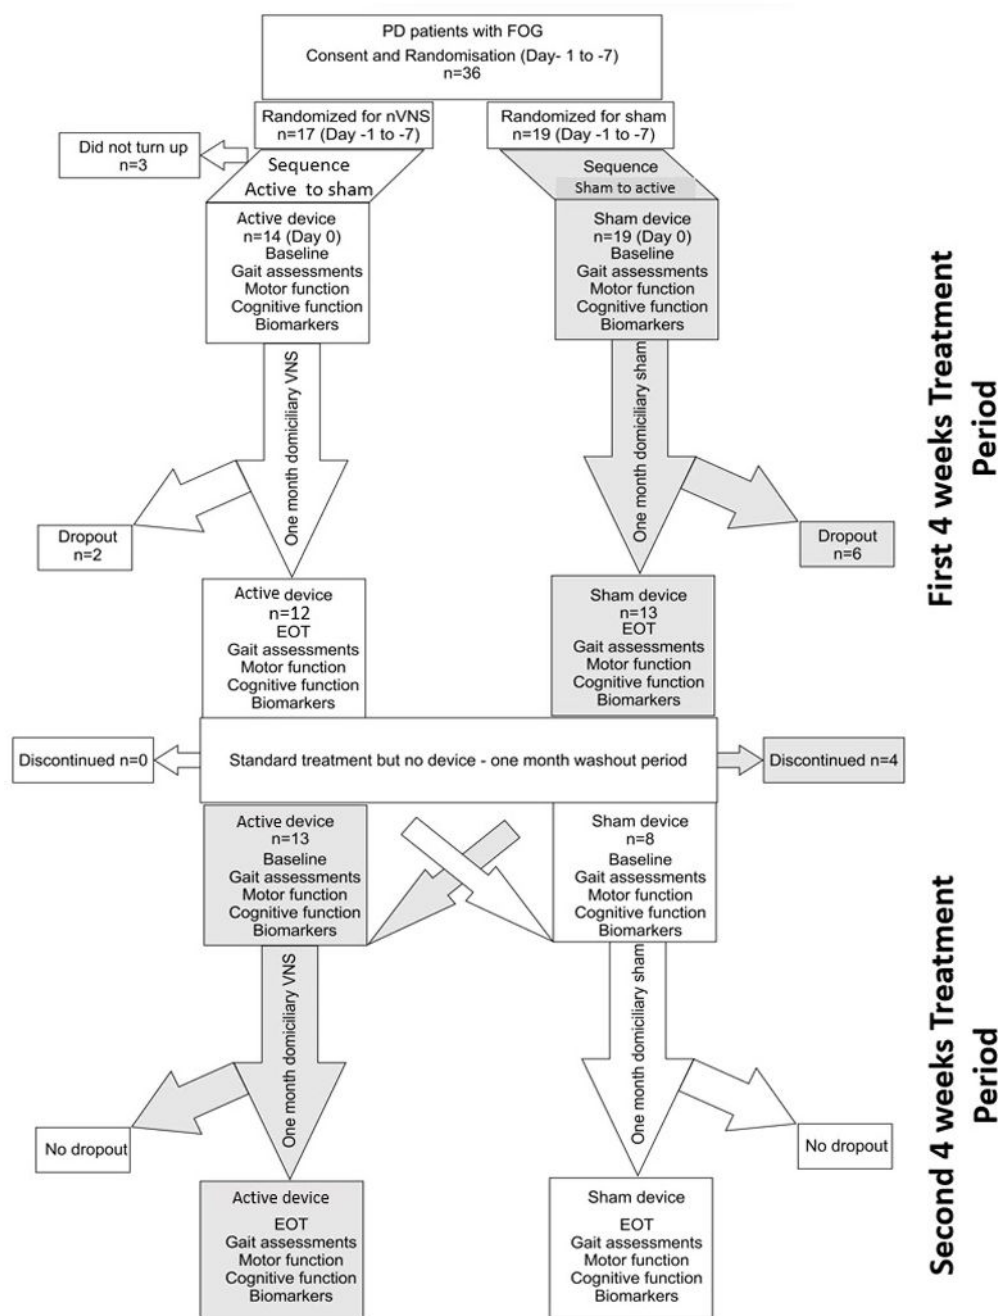 PD patients with FOG
Consent and Randomisation (Day- 1 to -7)
n=36
Randomized for nVNS
n=17 (Day -1 to -7)
Randomized for sham
n=19 (Day -1 to -7)
Did not turn up
n=3
Sequence
Active to sham
Sequence
Sham to active
Active device
n=14 (Day 0)
Baseline
Gait assessments
Motor function
Cognitive function
Biomarkers
Sham device
n=19 (Day 0)
Baseline
Gait assessments
Motor function
Cognitive function
Biomarkers
One month domiciliary VNS
One month domiciliary sham
First 4 weeks Treatment
Period
Dropout
n=2
Dropout
n=6
Active device
n=12
EOT
Gait assessments
Motor function
Cognitive function
Biomarkers
Sham device
n=13
EOT
Gait assessments
Motor function
Cognitive function
Biomarkers
Discontinued n=0
Standard treatment but no device - one month washout period
Discontinued n=4
Active device
n=13
Baseline
Gait assessments
Motor function
Cognitive function
Biomarkers
Sham device
n=8
Baseline
Gait assessments
Motor function
Cognitive function
Biomarkers
One month domiciliary VNS
One month domiciliary sham
Second 4 weeks Treatment
Period
No dropout
No dropout
Active device
EOT
Gait assessments
Motor function
Cognitive function
Biomarkers
Sham device
EOT
Gait assessments
Motor function
Cognitive function
Biomarkers